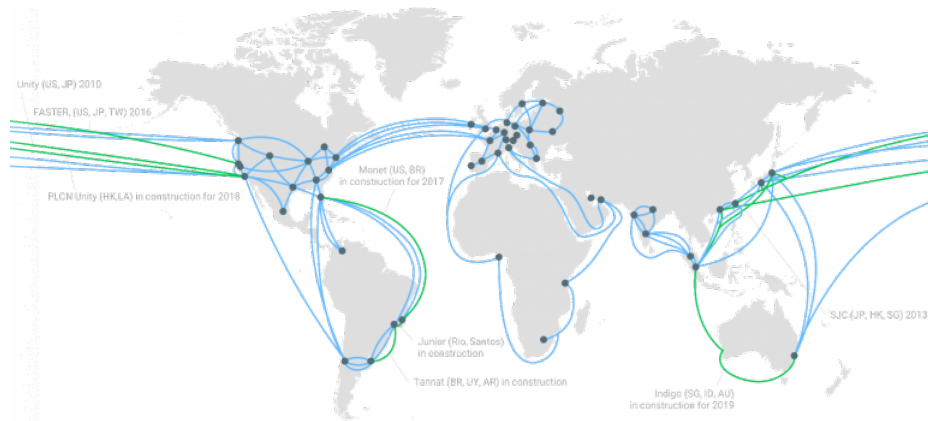 Unity (US, JP) 2010
FASTER, (US, JP, TW) 2016
Monet (US, BR)
in construction for 2017
PLCN Unity (HK,LA) in construction for 2018
SJC (JP, HK, SG) 2013
Junior (Rio, Santos)
in construction
Tannat (BR, UY, AR) in construction
Indigo (SG, ID, AU)
in construction for 2019